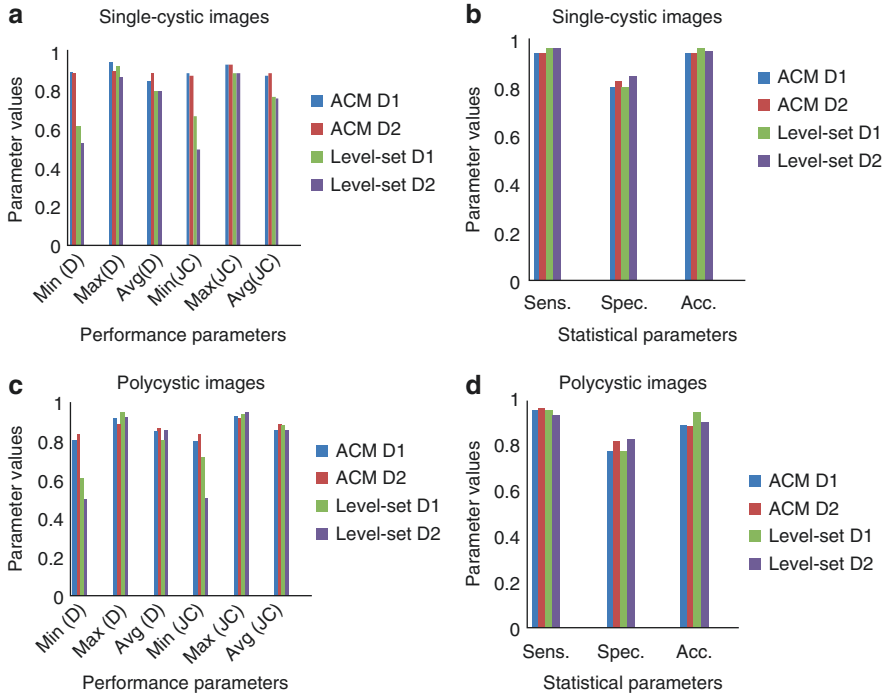 a
Single-cystic images
1
0.8
0.6
0.4
0.2
0
Parameter values
Min (D)
Max(D)
Avg(D)
Min(JC)
Max(JC)
Avg(JC)
Performance parameters
ACM D1
ACM D2
Level-set D1
Level-set D2
b
Single-cystic images
1
0.8
0.6
0.4
0.2
0
Parameter values
Sens.
Spec.
Acc.
Statistical parameters
ACM D1
ACM D2
Level-set D1
Level-set D2
c
Polycystic images
1
0.8
0.6
0.4
0.2
0
Parameter values
Min (D)
Max (D)
Avg (D)
Min (JC)
Max (JC)
Avg (JC)
Performance parameters
ACM D1
ACM D2
Level-set D1
Level-set D2
d
Polycystic images
1
0.8
0.6
0.4
0.2
0
Parameter values
Sens.
Spec.
Acc.
Statistical parameters
ACM D1
ACM D2
Level-set D1
Level-set D2